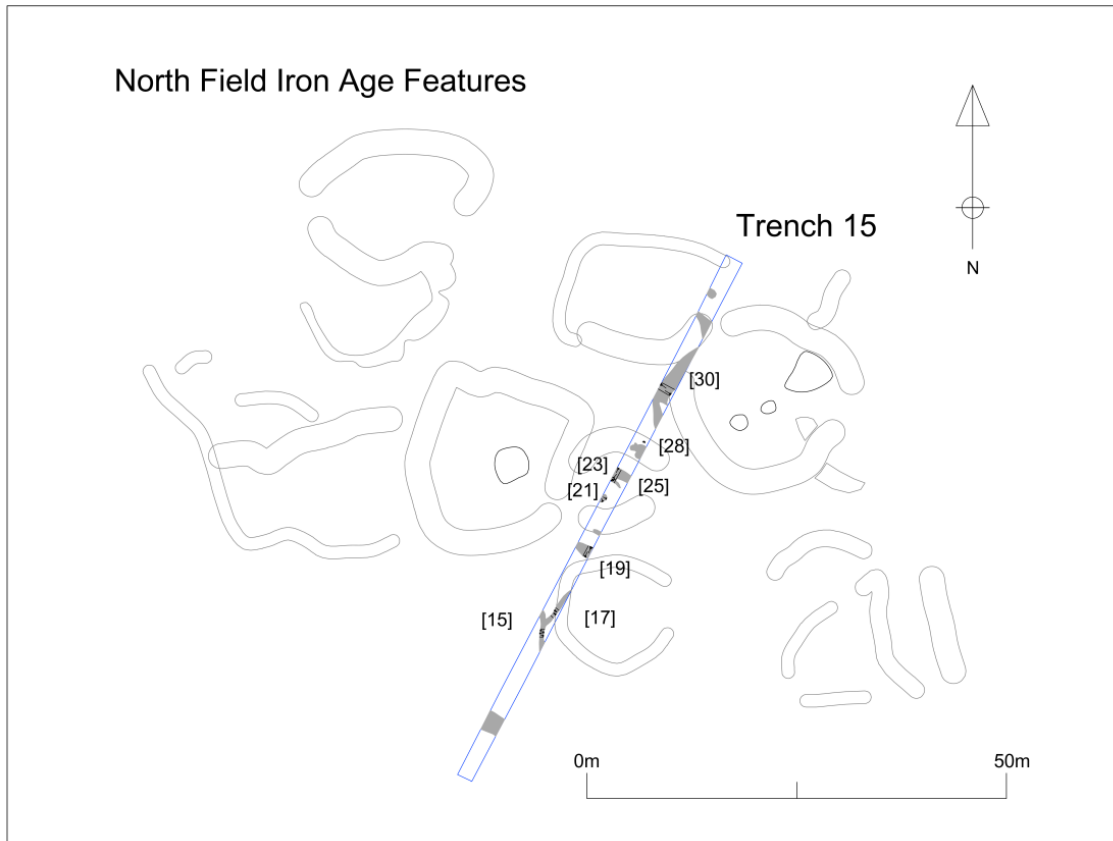 North Field Iron Age Features
Trench 15
N
[30]
[28]
[23]
[25]
[21]
[19]
[15]
[17]
0m
50m